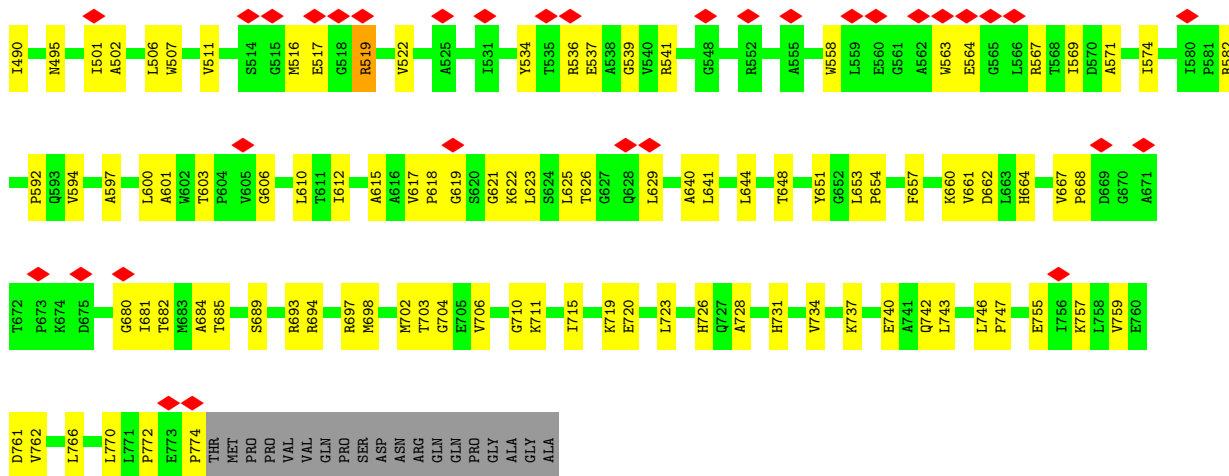 I490 N495 I501 A502 L506 W507 V511 S514 G515 M516 E517 G518 R519 V522 A525 I531 Y534 T535 R536 E537 A538 G539 V540 R541 G548 R552 A555 W558 L559 E560 G561 A562 W563 E564 G565 L566 R567 T568 I569 D570 A571 I574 I580 P581 R582
P592 Q593 V594 A597 L600 A601 W602 T603 P604 V605 G606 L610 T611 I612 A615 A616 V617 P618 G619 S620 G621 K622 L623 S624 L625 T626 G627 Q628 L629 A640 L641 L644 T648 Y651 G652 L653 P654 F657 K660 V661 D662 L663 H664 V667 P668 D669 G670 A671
T672 P673 K674 D675 G680 I681 T682 M683 A684 T685 S689 R693 R694 R697 M698 M702 T703 G704 E705 V706 G710 K711 I715 K719 E720 L723 H726 Q727 A728 H731 V734 K737 E740 A741 Q742 L743 L746 P747 E755 I756 K757 L758 V759 E760
D761 V762 L766 L770 L771 P772 E773 P774 THR MET PRO PRO VAL VAL GLN PRO SER ASP ASN ARG GLN GLN PRO GLY ALA GLY ALA